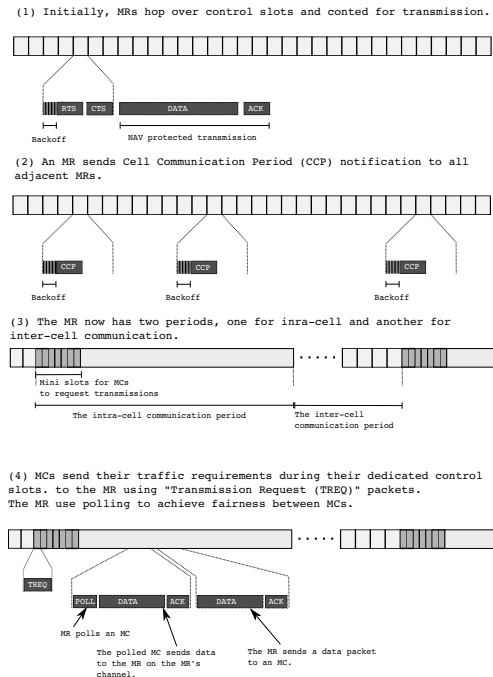 (1) Initially, MRs hop over control slots and conted for transmission.
RTS CTS DATA ACK
Backoff NAV protected transmission
(2) An MR sends Cell Communication Period (CCP) notification to all
adjacent MRs.
CCP CCP CCP
Backoff Backoff Backoff
(3) The MR now has two periods, one for inra-cell and another for
inter-cell communication.
Mini slots for MCs
to request transmissions
The intra-cell communication period
The inter-cell
communication period
(4) MCs send their traffic requirements during their dedicated control
slots. to the MR using "Transmission Request (TREQ)" packets.
The MR use polling to achieve fairness between MCs.
TREQ
POLL DATA ACK DATA ACK
MR polls an MC
The polled MC sends data
to the MR on the MR's
channel.
The MR sends a data packet
to an MC.